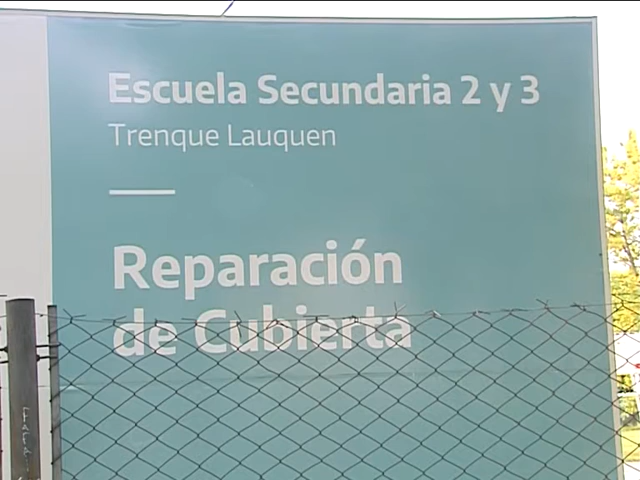 Escuela Secundaria 2 y 3
Trenque Lauquen
Reparación
de Cubierta